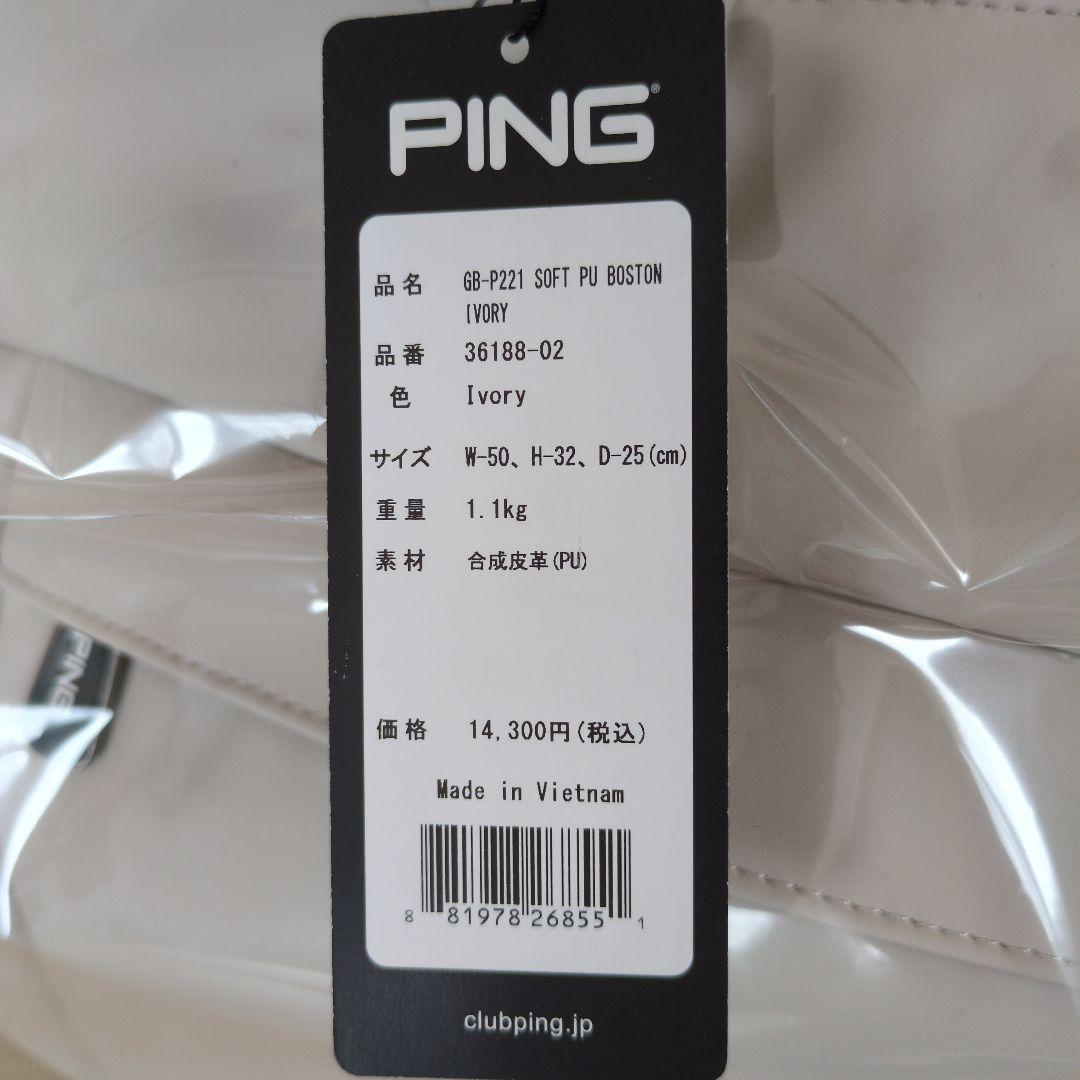 PING®
品名 GB-P221 SOFT PU BOSTON
IVORY
品番 36188-02
色 Ivory
サイズ W-50、H-32、D-25(cm)
重量 1.1kg
素材 合成皮革(PU)
価格 14,300円(税込)
Made in Vietnam
8 81978 26855 1
clubping.jp
PING